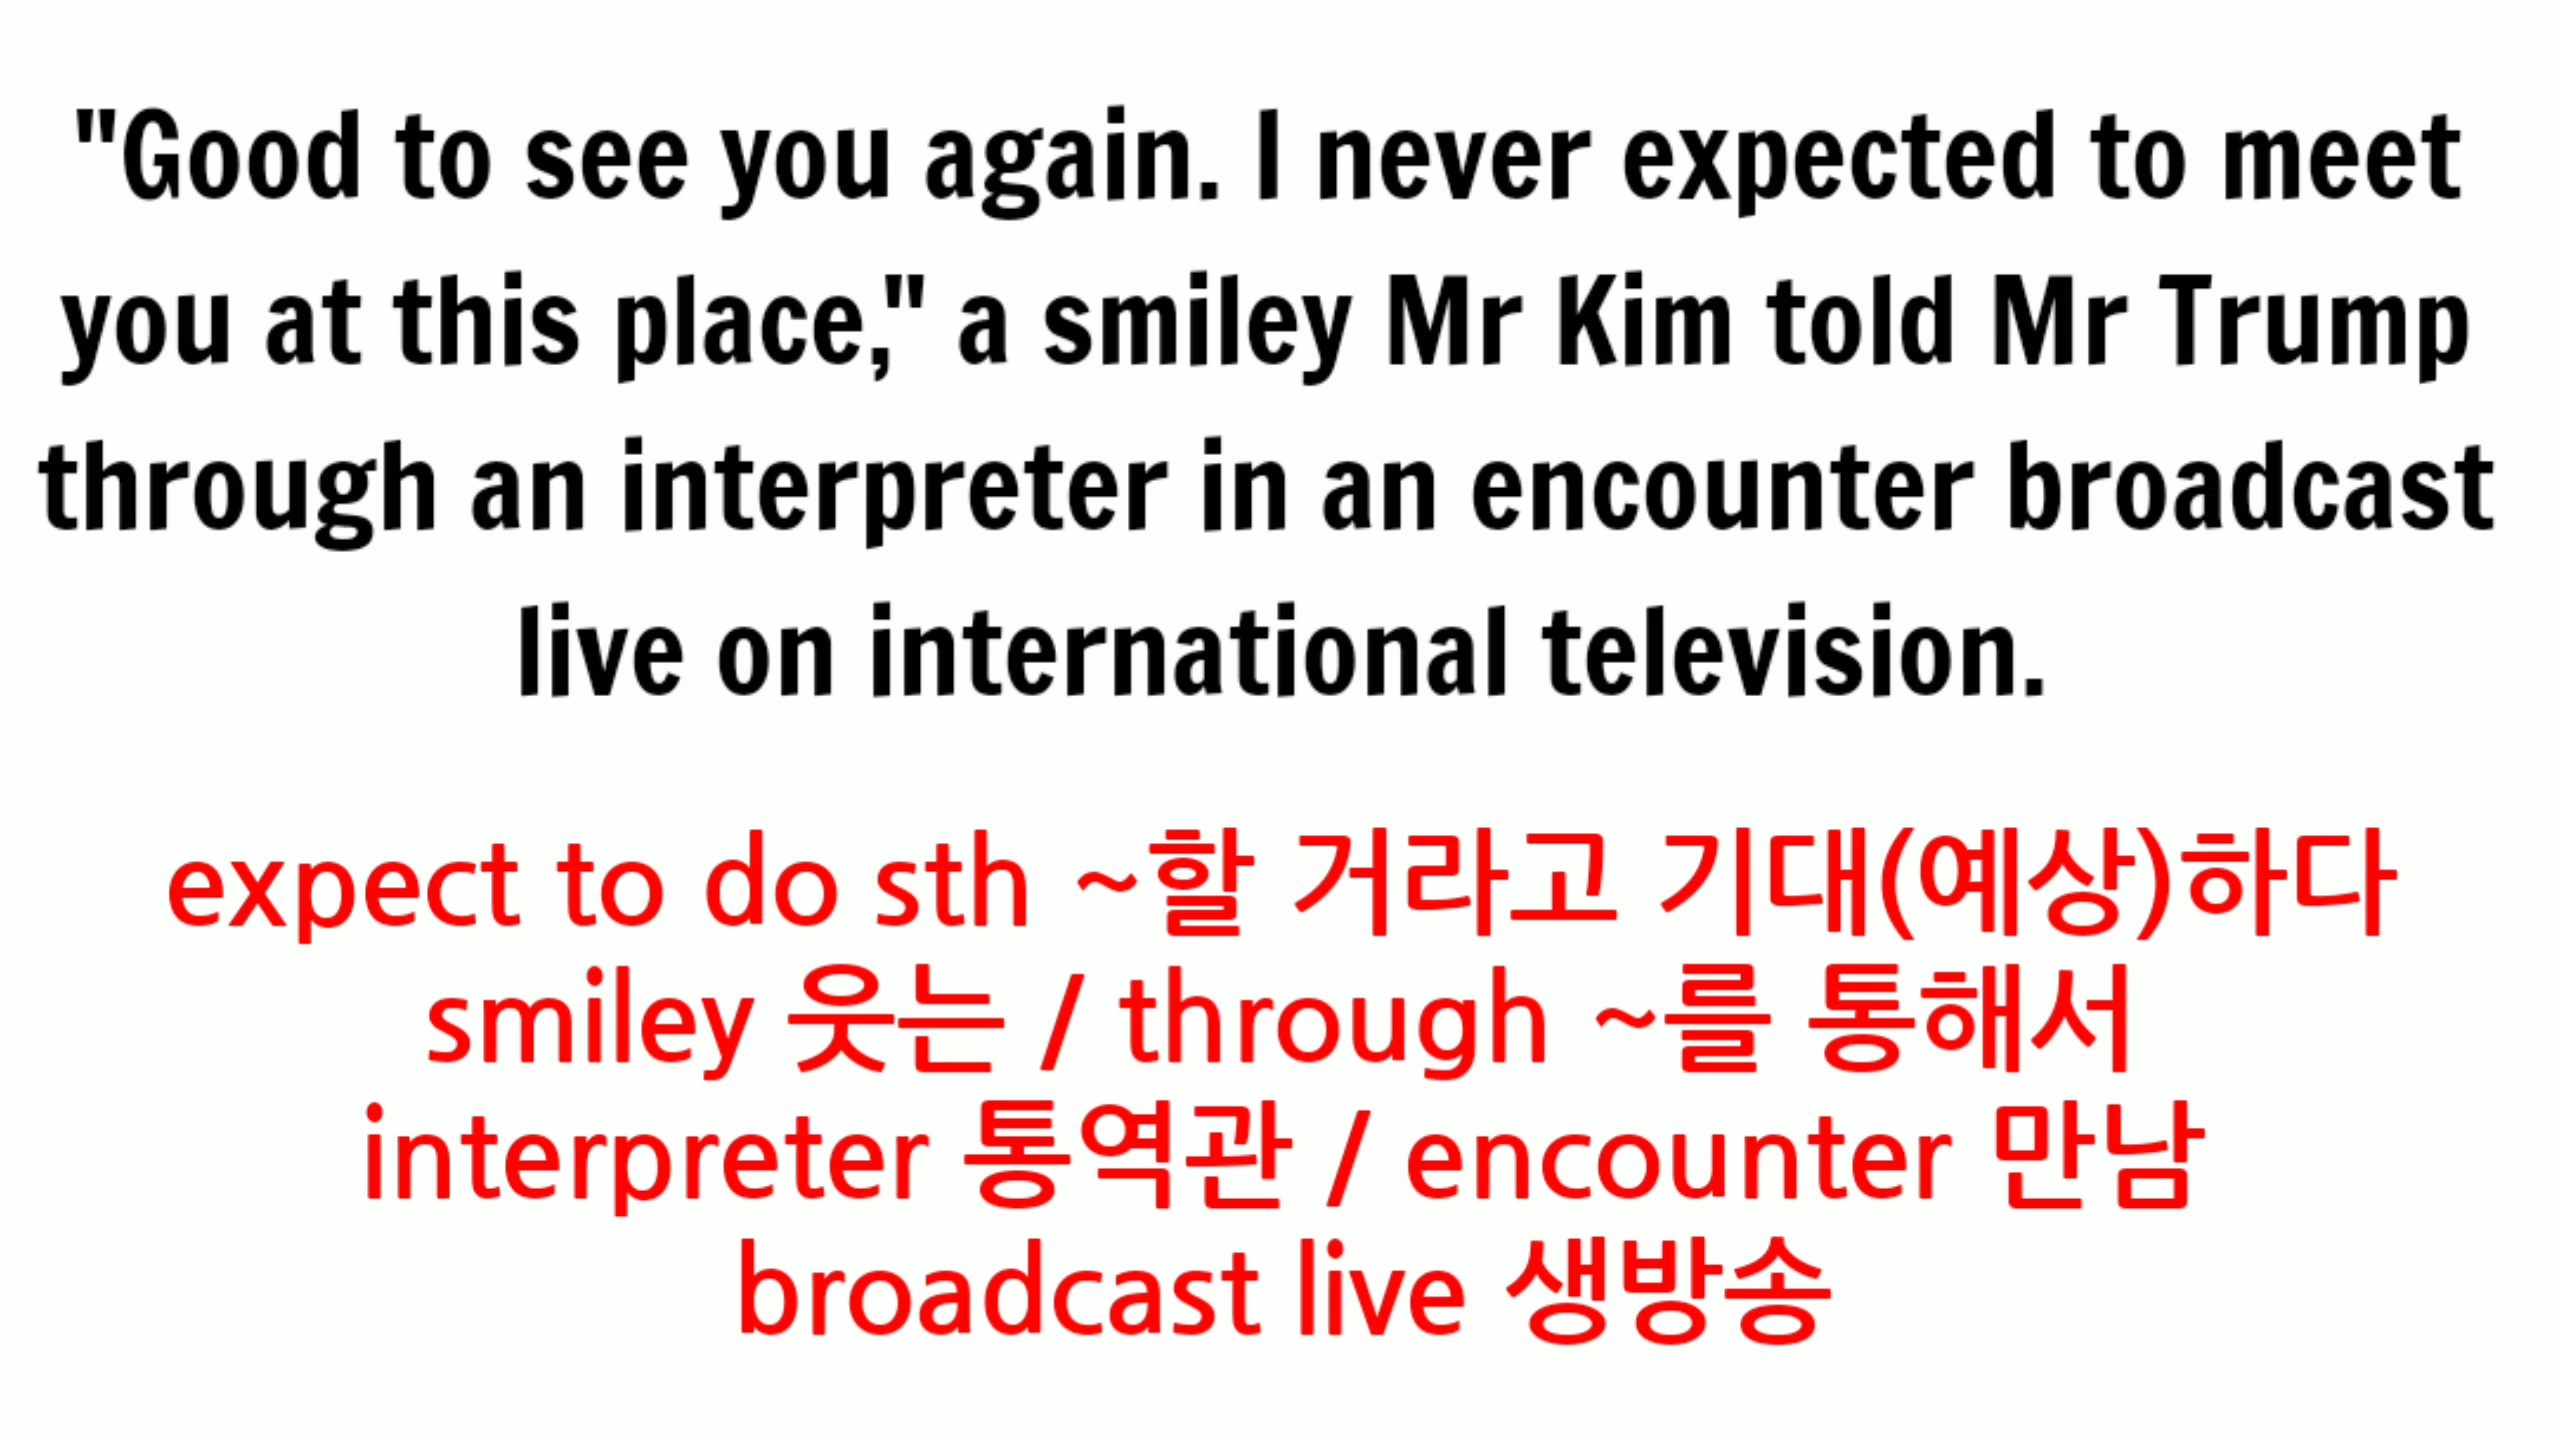 "Good to see you again. I never expected to meet
you at this place," a smiley Mr Kim told Mr Trump
through an interpreter in an encounter broadcast
live on international television.
expect to do sth ~할 거라고 기대(예상)하다
smiley 웃는 / through ~를 통해서
interpreter 통역관 / encounter 만남
broadcast live 생방송